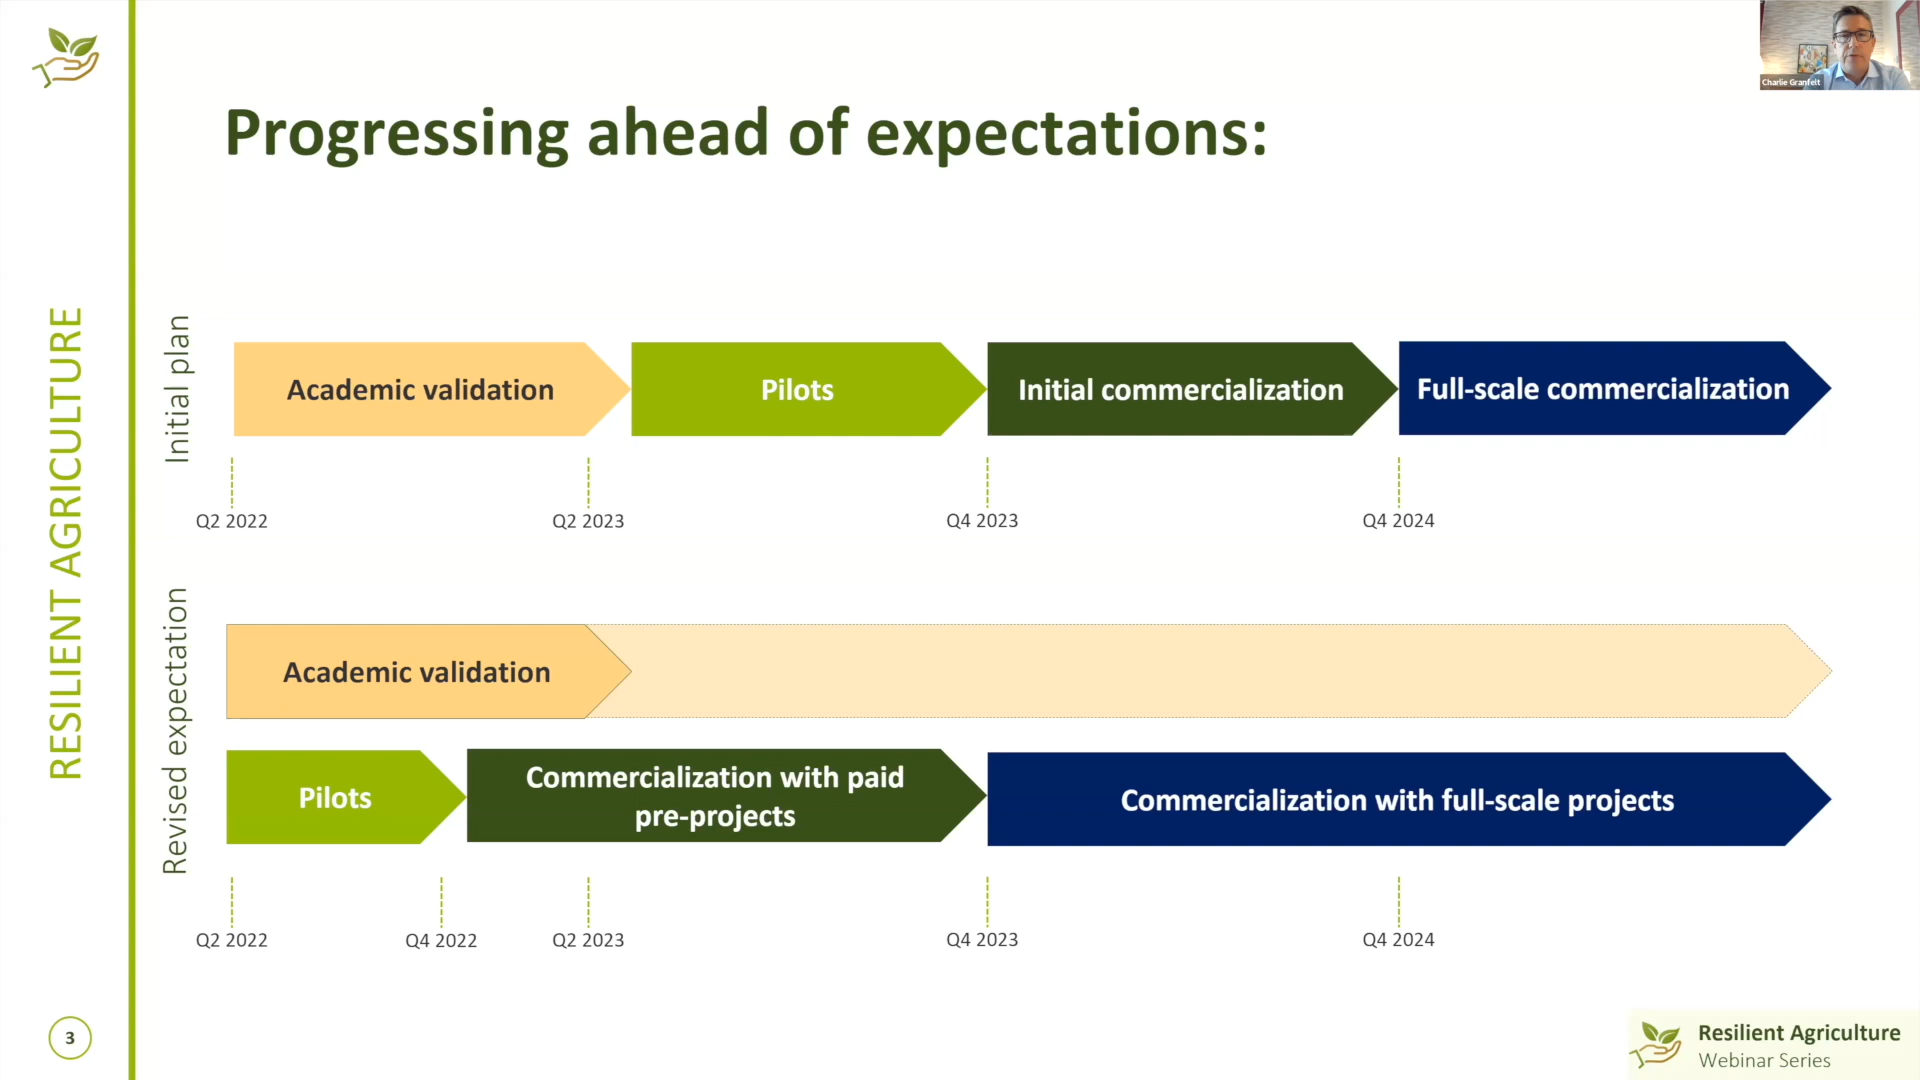 Charlie Granfelt
Progressing ahead of expectations:
RESILIENT AGRICULTURE
Initial plan
Academic validation
Pilots
Initial commercialization
Full-scale commercialization
Q2 2022
Q2 2023
Q4 2023
Q4 2024
Revised expectation
Academic validation
Pilots
Commercialization with paid
pre-projects
Commercialization with full-scale projects
Q2 2022
Q4 2022
Q2 2023
Q4 2023
Q4 2024
3
Resilient Agriculture
Webinar Series